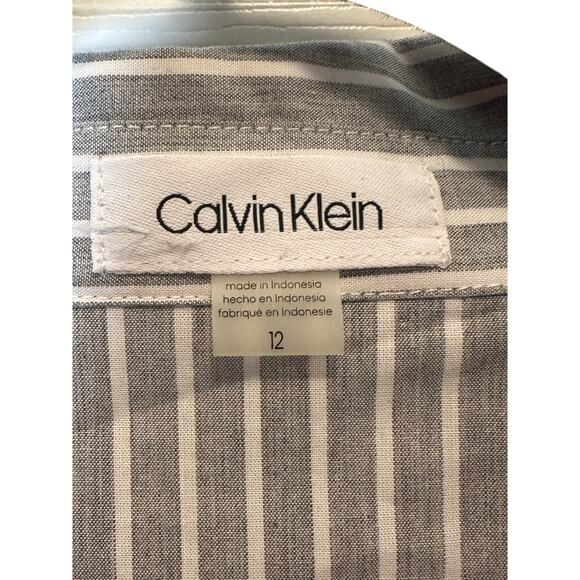 Calvin Klein
made in Indonesia
hecho en Indonesia
fabriqué en Indonesie
12